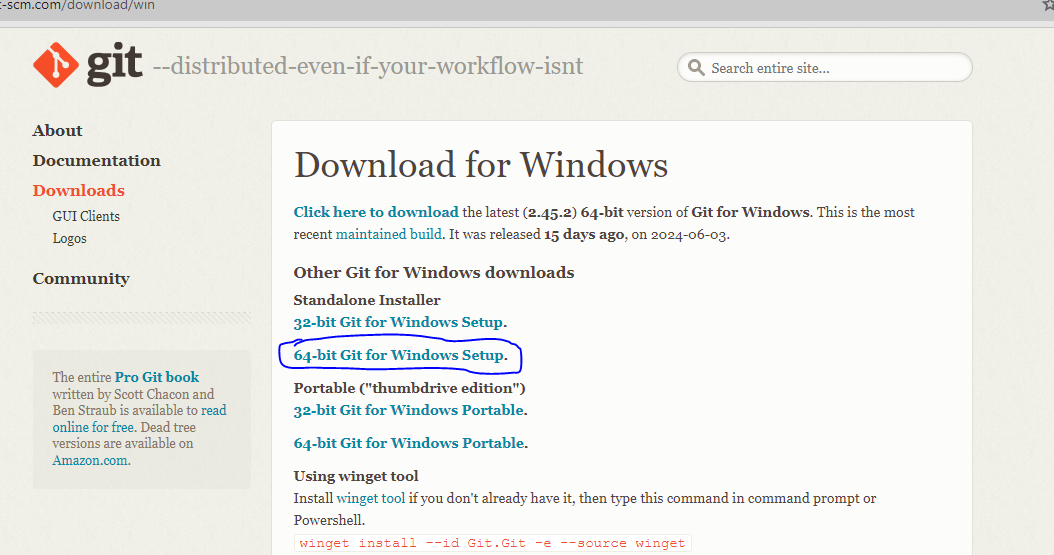 t-scm.com/download/win
git --distributed-even-if-your-workflow-isnt
Search entire site...
About
Documentation
Downloads
GUI Clients
Logos
Community
The entire Pro Git book
written by Scott Chacon and
Ben Straub is available to read
online for free. Dead tree
versions are available on
Amazon.com.
Download for Windows
Click here to download the latest (2.45.2) 64-bit version of Git for Windows. This is the most
recent maintained build. It was released 15 days ago, on 2024-06-03.
Other Git for Windows downloads
Standalone Installer
32-bit Git for Windows Setup.
64-bit Git for Windows Setup.
Portable ("thumbdrive edition")
32-bit Git for Windows Portable.
64-bit Git for Windows Portable.
Using winget tool
Install winget tool if you don't already have it, then type this command in command prompt or
Powershell.
winget install --id Git.Git -e --source winget